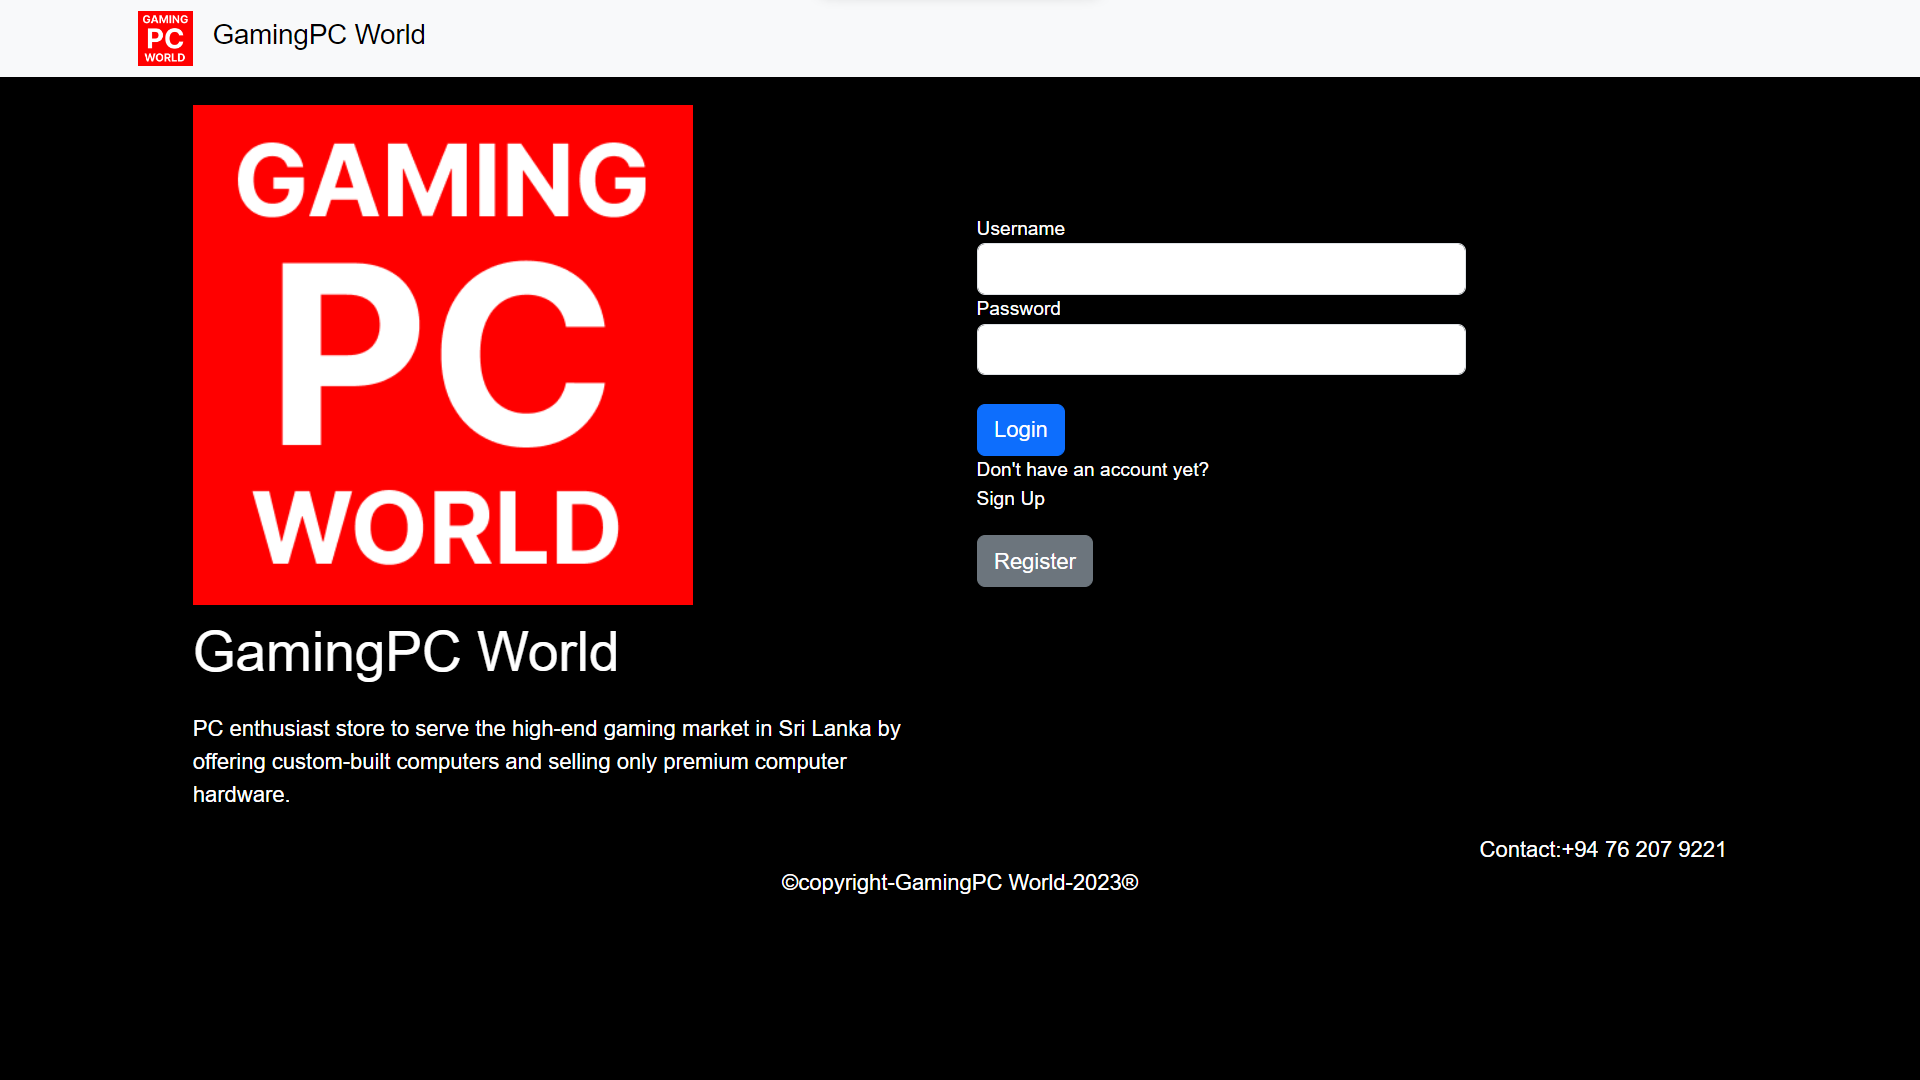 GAMING
PC
WORLD
GamingPC World
GAMING
PC
WORLD
GamingPC World
PC enthusiast store to serve the high-end gaming market in Sri Lanka by
offering custom-built computers and selling only premium computer
hardware.
Username
Password
Login
Don't have an account yet?
Sign Up
Register
Contact:+94 76 207 9221
©copyright-GamingPC World-2023®